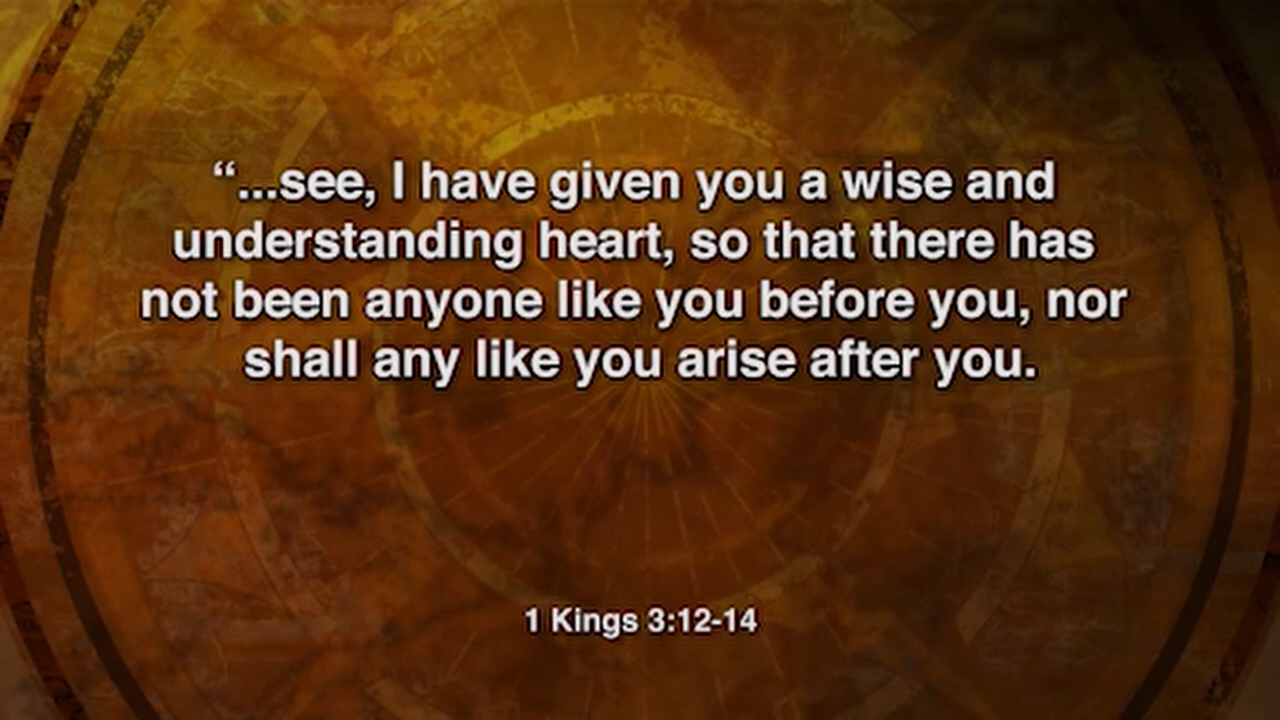 “...see, I have given you a wise and
understanding heart, so that there has
not been anyone like you before you, nor
shall any like you arise after you.
1 Kings 3:12-14